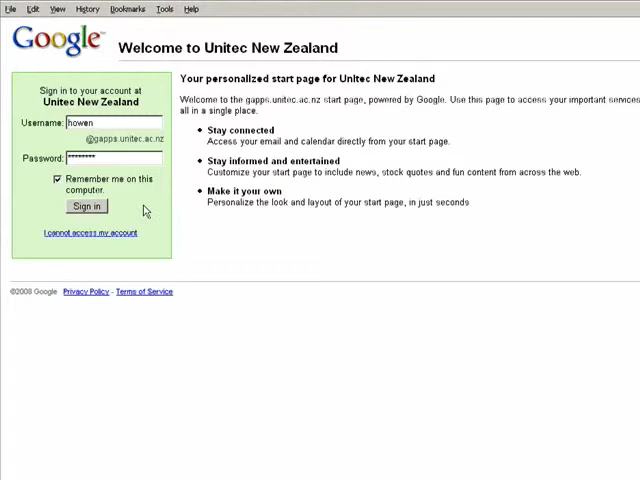 File Edit View History Bookmarks Tools Help
Google™ Welcome to Unitec New Zealand
Sign in to your account at
Unitec New Zealand
Username: howen
@gapps.unitec.ac.nz
Password: ********
Remember me on this
computer.
Sign in
I cannot access my account
Your personalized start page for Unitec New Zealand
Welcome to the gapps.unitec.ac.nz start page, powered by Google. Use this page to access your important services
all in a single place.
Stay connected
Access your email and calendar directly from your start page.
Stay informed and entertained
Customize your start page to include news, stock quotes and fun content from across the web.
Make it your own
Personalize the look and layout of your start page, in just seconds
©2008 Google Privacy Policy - Terms of Service